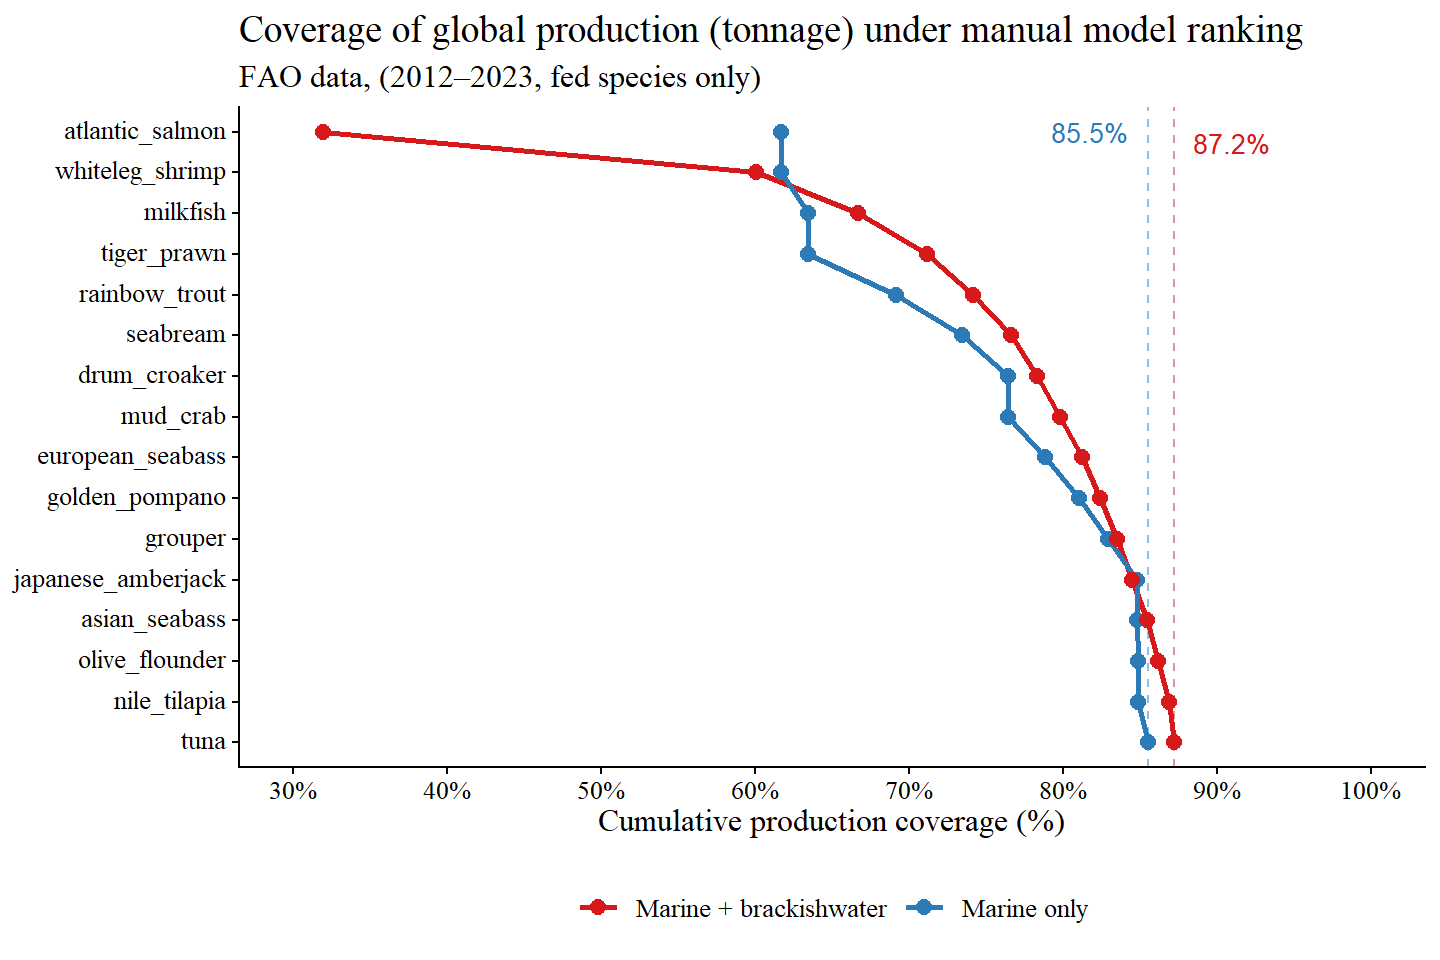 Coverage of global production (tonnage) under manual model ranking
FAO data, (2012–2023, fed species only)
atlantic_salmon
whiteleg_shrimp
milkfish
tiger_prawn
rainbow_trout
seabream
drum_croaker
mud_crab
european_seabass
golden_pompano
grouper
japanese_amberjack
asian_seabass
olive_flounder
nile_tilapia
tuna
85.5%
87.2%
30% 40% 50% 60% 70% 80% 90% 100%
Cumulative production coverage (%)
Marine + brackishwater Marine only